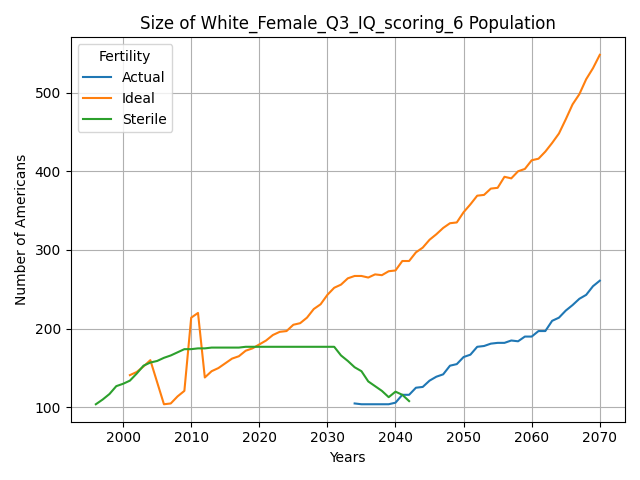 Size of White_Female_Q3_IQ_scoring_6 Population
Fertility
Actual
Ideal
Sterile
Number of Americans
500
400
300
200
100
2000 2010 2020 2030 2040 2050 2060 2070
Years